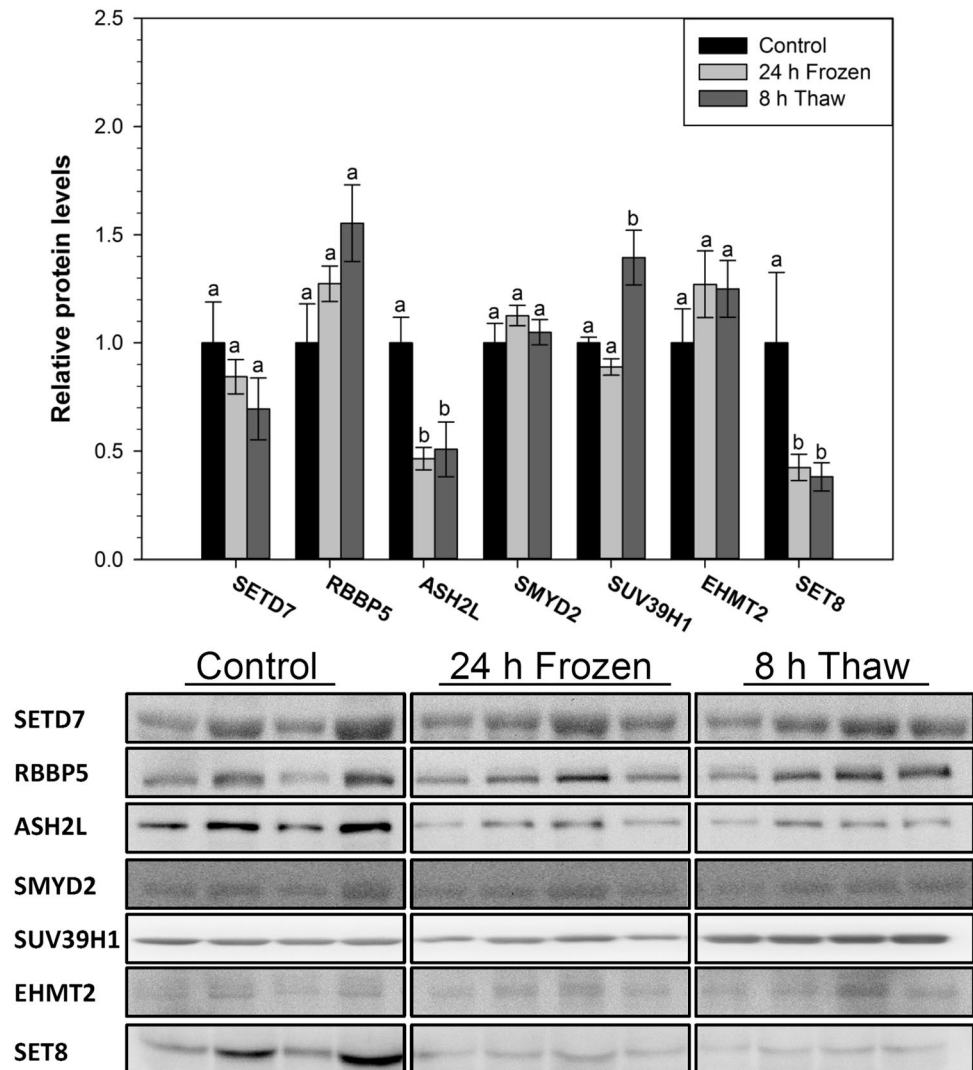 2.5
2.0
1.5
1.0
0.5
0.0
Relative protein levels
Control
24 h Frozen
8 h Thaw
a a a
a a a
a b b
a a a
a a b
a a a
a b b
SETD7 RBBP5 ASH2L SMYD2 SUV39H1 EHMT2 SET8
Control 24 h Frozen 8 h Thaw
SETD7
RBBP5
ASH2L
SMYD2
SUV39H1
EHMT2
SET8